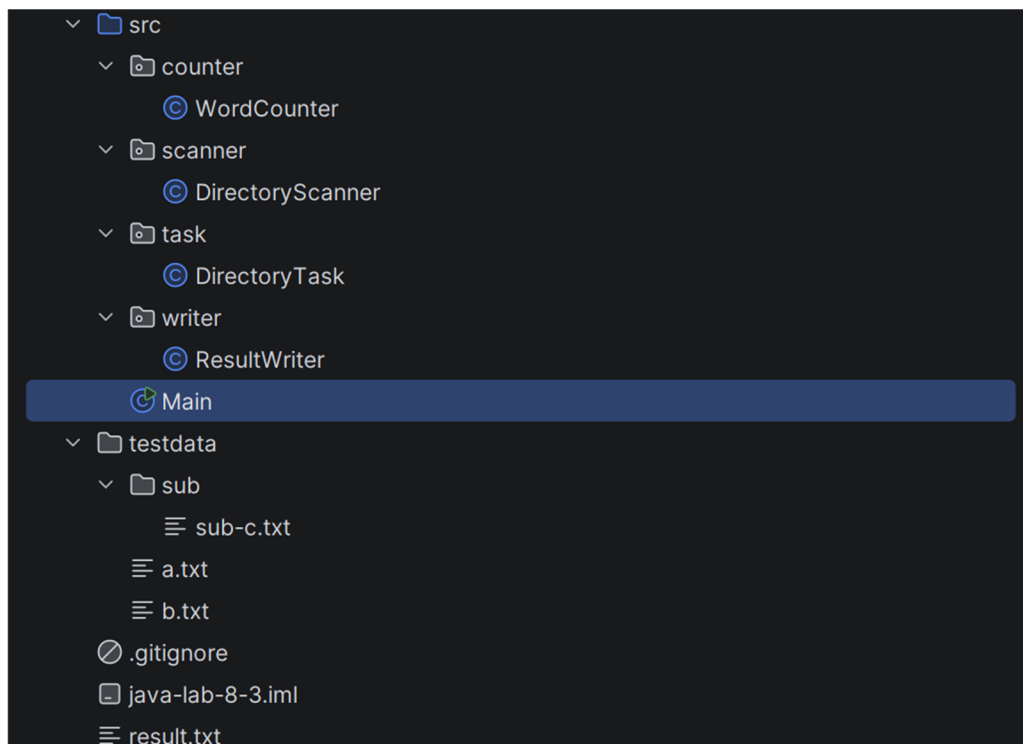 src
counter
WordCounter
scanner
DirectoryScanner
task
DirectoryTask
writer
ResultWriter
Main
testdata
sub
sub-c.txt
a.txt
b.txt
.gitignore
java-lab-8-3.iml
result.txt